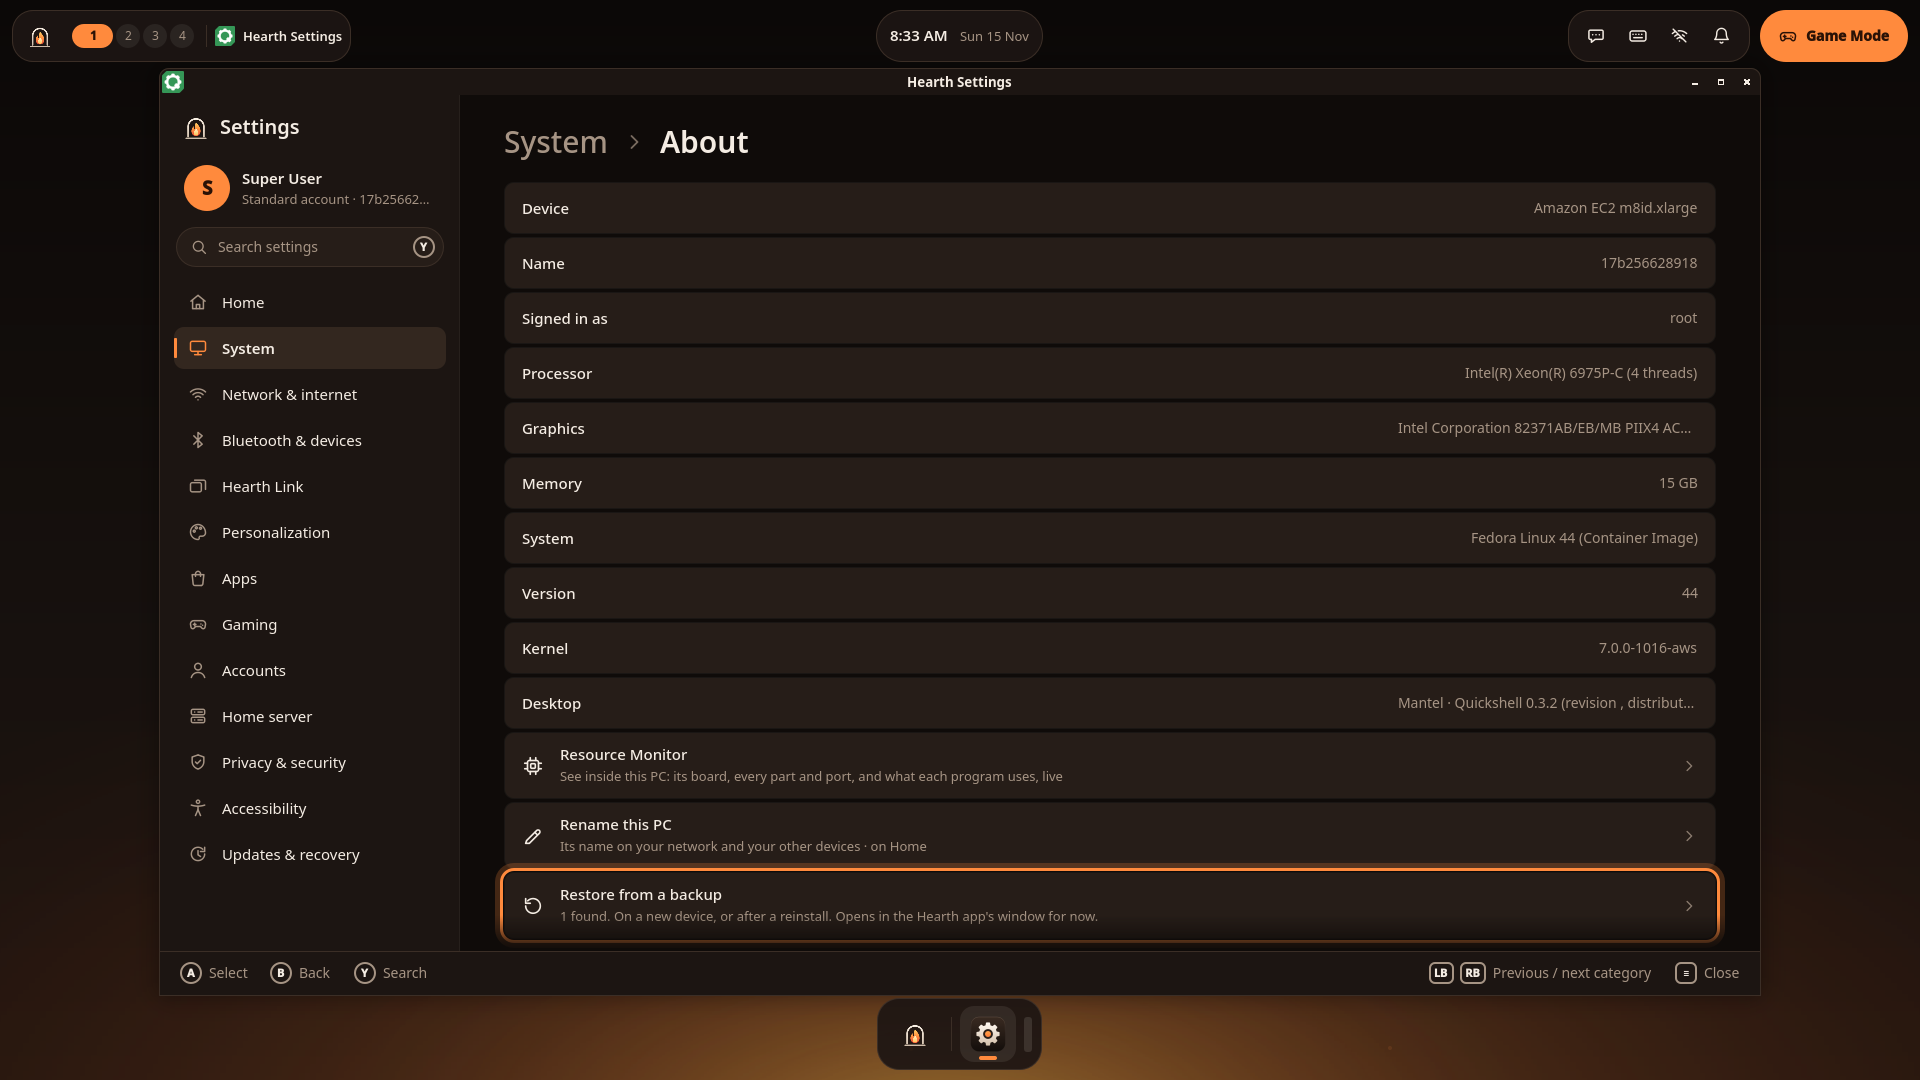 1 2 3 4 Hearth Settings
8:33 AM Sun 15 Nov
Game Mode
Hearth Settings
Settings
S
Super User
Standard account · 17b25662...
Search settings Y
Home
System
Network & internet
Bluetooth & devices
Hearth Link
Personalization
Apps
Gaming
Accounts
Home server
Privacy & security
Accessibility
Updates & recovery
System > About
Device Amazon EC2 m8id.xlarge
Name 17b256628918
Signed in as root
Processor Intel(R) Xeon(R) 6975P-C (4 threads)
Graphics Intel Corporation 82371AB/EB/MB PIIX4 AC...
Memory 15 GB
System Fedora Linux 44 (Container Image)
Version 44
Kernel 7.0.0-1016-aws
Desktop Mantel · Quickshell 0.3.2 (revision , distribut...
Resource Monitor
See inside this PC: its board, every part and port, and what each program uses, live
Rename this PC
Its name on your network and your other devices · on Home
Restore from a backup
1 found. On a new device, or after a reinstall. Opens in the Hearth app's window for now.
A Select B Back Y Search
LB RB Previous / next category ≡ Close